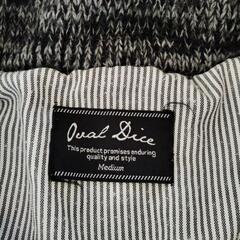 Oval Dice
This product promises enduring
quality and style
Medium